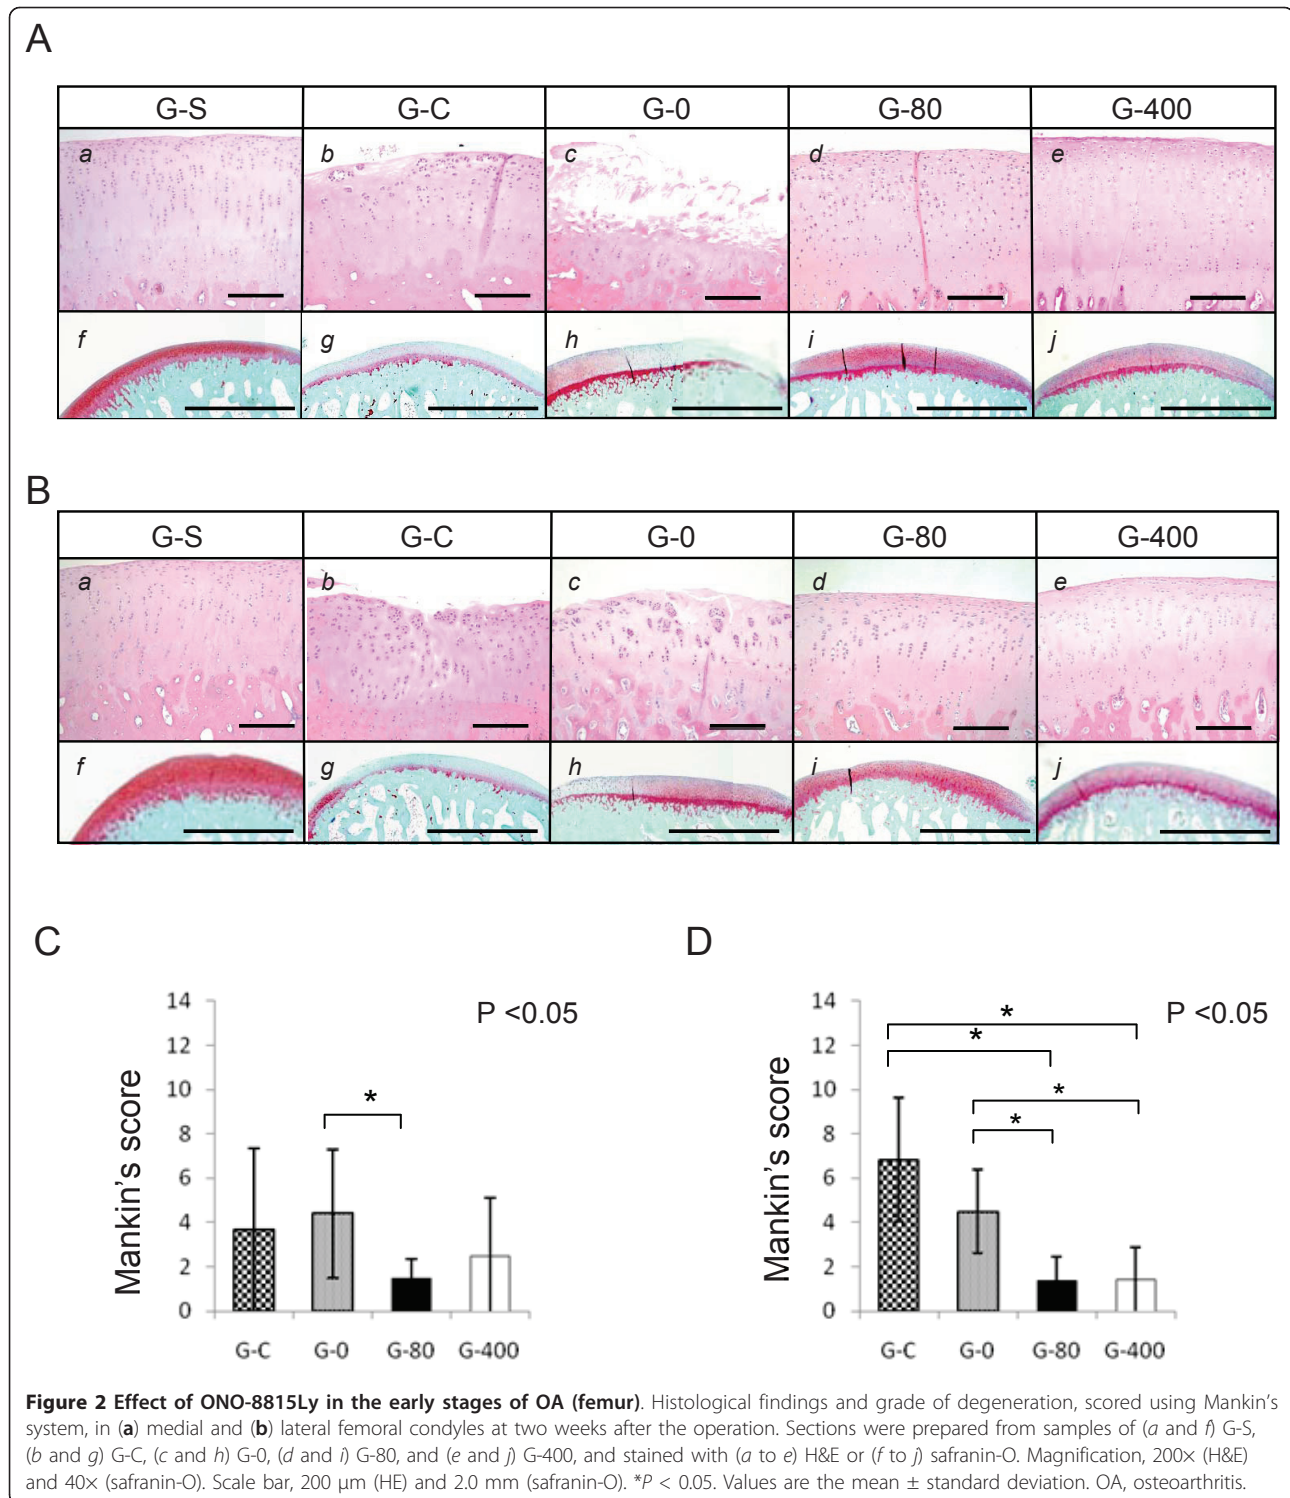 A
G-S G-C G-0 G-80 G-400
a b c d e
f g h i j
B
G-S G-C G-0 G-80 G-400
a b c d e
f g h i j
C
P <0.05
Mankin's score
14
12
10
8
6
4
2
0
*
G-C G-0 G-80 G-400
D
P <0.05
Mankin's score
14
12
10
8
6
4
2
0
*
*
*
*
G-C G-0 G-80 G-400
Figure 2 Effect of ONO-8815Ly in the early stages of OA (femur). Histological findings and grade of degeneration, scored using Mankin's
system, in (a) medial and (b) lateral femoral condyles at two weeks after the operation. Sections were prepared from samples of (a and f) G-S,
(b and g) G-C, (c and h) G-0, (d and i) G-80, and (e and j) G-400, and stained with (a to e) H&E or (f to j) safranin-O. Magnification, 200× (H&E)
and 40× (safranin-O). Scale bar, 200 μm (HE) and 2.0 mm (safranin-O). *P < 0.05. Values are the mean ± standard deviation. OA, osteoarthritis.